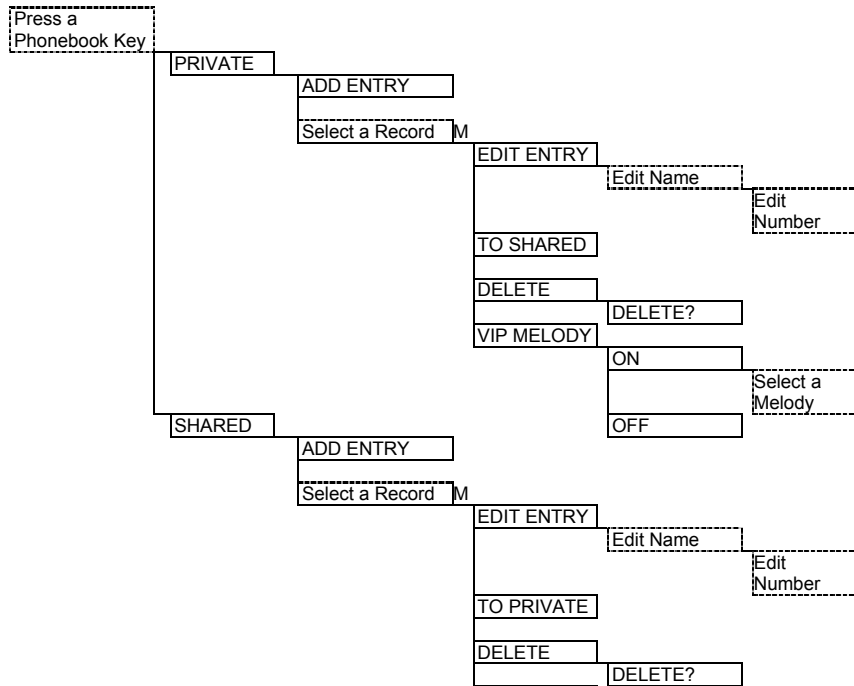 Press a
Phonebook Key
PRIVATE
ADD ENTRY
Select a Record M
EDIT ENTRY
Edit Name
Edit
Number
TO SHARED
DELETE
DELETE?
VIP MELODY
ON
Select a
Melody
OFF
SHARED
ADD ENTRY
Select a Record M
EDIT ENTRY
Edit Name
Edit
Number
TO PRIVATE
DELETE
DELETE?